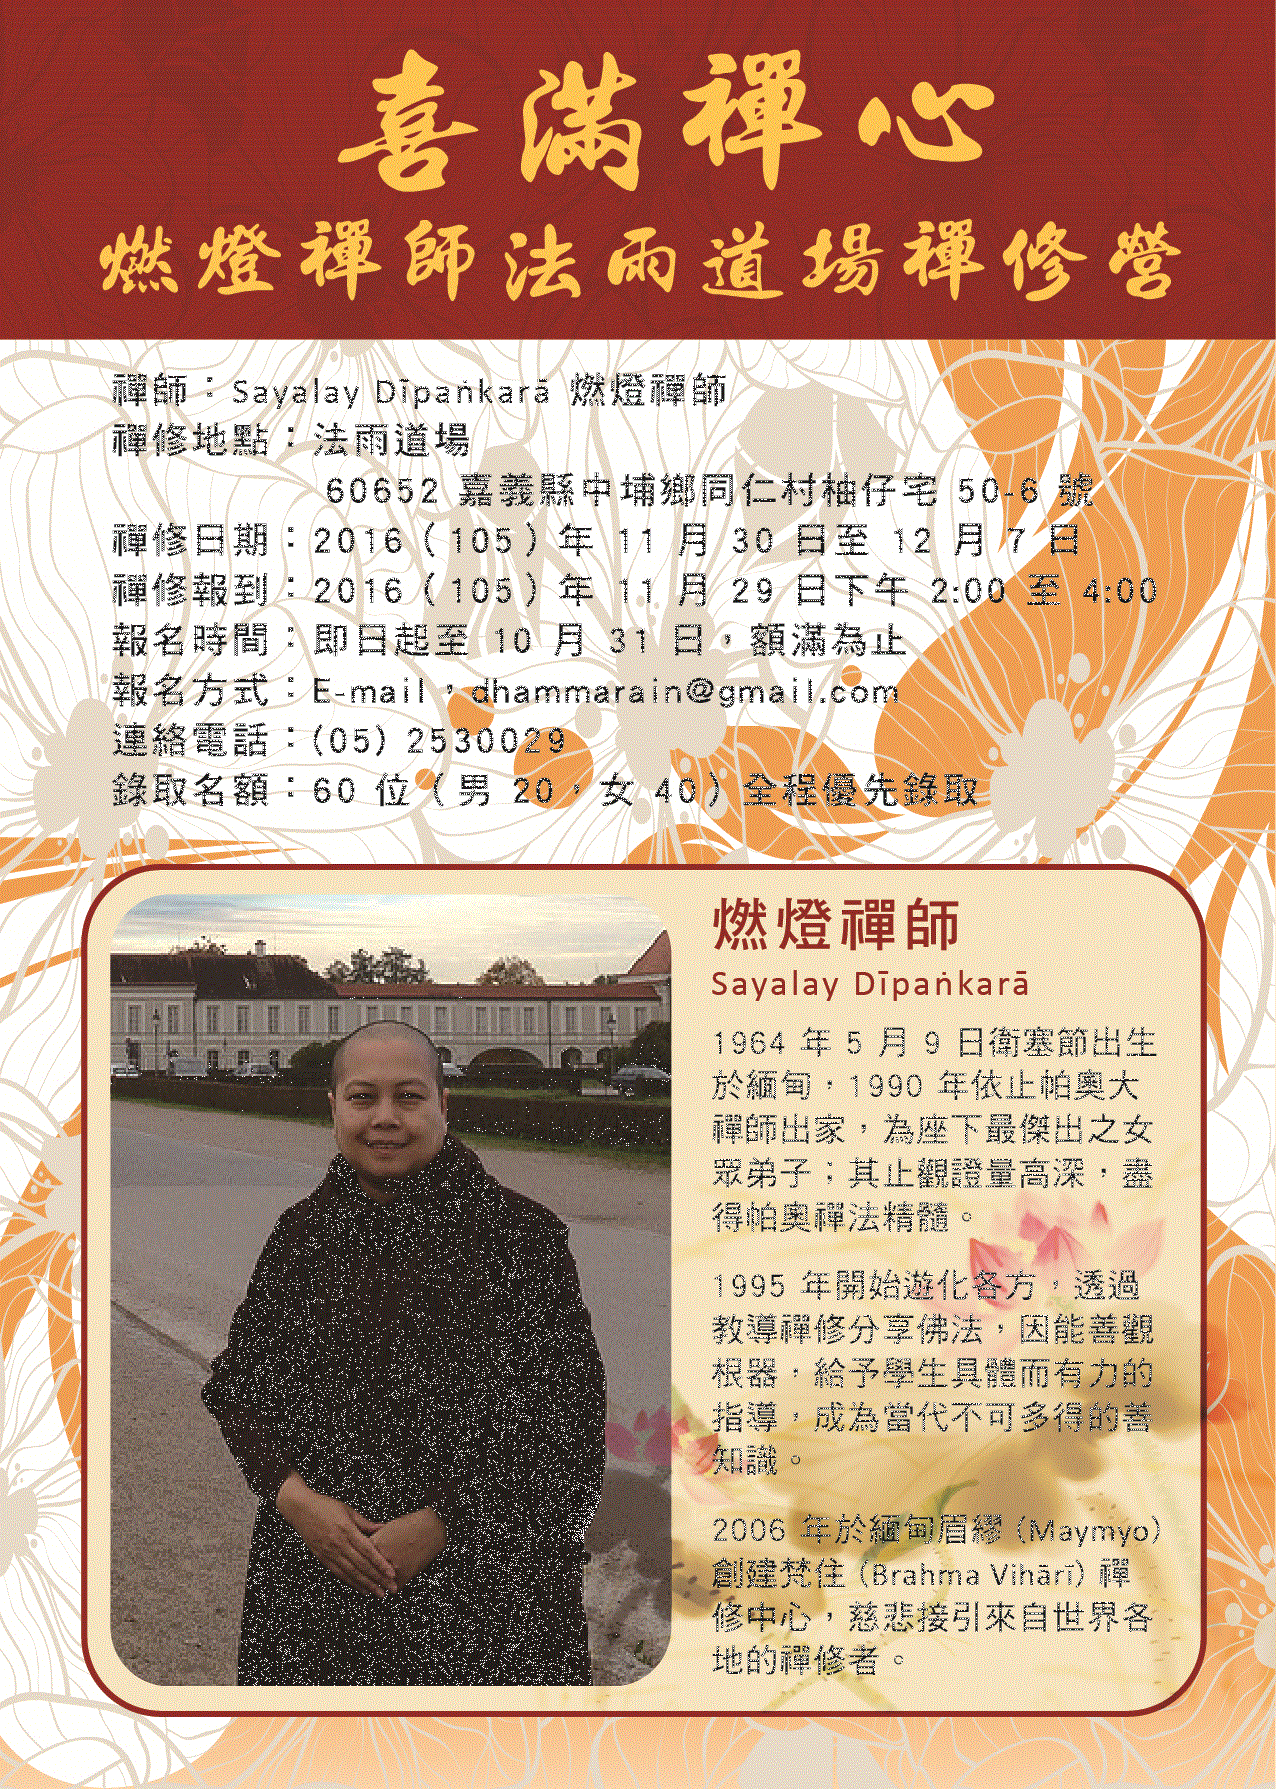 喜滿禪心
燃燈禪師法雨道場禪修營
禪師：Sayalay Dīpaṅkarā 燃燈禪師
禪修地點：法雨道場
60652 嘉義縣中埔鄉同仁村柚仔宅 50-6 號
禪修日期：2016（105）年 11 月 30 日至 12 月 7 日
禪修報到：2016（105）年 11 月 29 日下午 2:00 至 4:00
報名時間：即日起至 10 月 31 日，額滿為止
報名方式：E-mail，dhammarain@gmail.com
連絡電話：(05) 2530029
錄取名額：60 位（男 20，女 40）全程優先錄取
燃燈禪師
Sayalay Dīpaṅkarā
1964 年 5 月 9 日衛塞節出生
於緬甸，1990 年依止帕奧大
禪師出家，為座下最傑出之女
眾弟子；其止觀證量高深，盡
得帕奧禪法精髓。
1995 年開始遊化各方，透過
教導禪修分享佛法，因能善觀
根器，給予學生具體而有力的
指導，成為當代不可多得的善
知識。
2006 年於緬甸眉繆（Maymyo）
創建梵住（Brahma Vihārī）禪
修中心，慈悲接引來自世界各
地的禪修者。